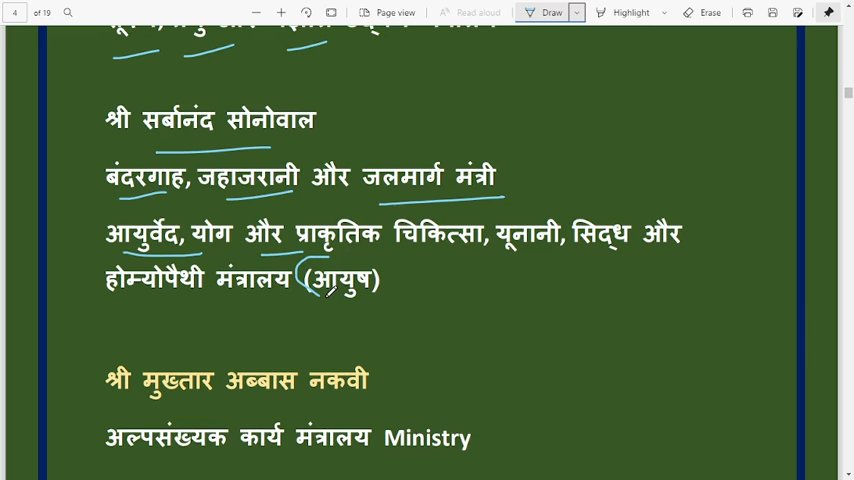 4 of 19 Page view Read aloud Draw Highlight Erase
श्री सर्बानंद सोनोवाल
बंदरगाह, जहाजरानी और जलमार्ग मंत्री
आयुर्वेद, योग और प्राकृतिक चिकित्सा, यूनानी, सिद्ध और
होम्योपैथी मंत्रालय (आयुष)
श्री मुख्तार अब्बास नकवी
अल्पसंख्यक कार्य मंत्रालय Ministry